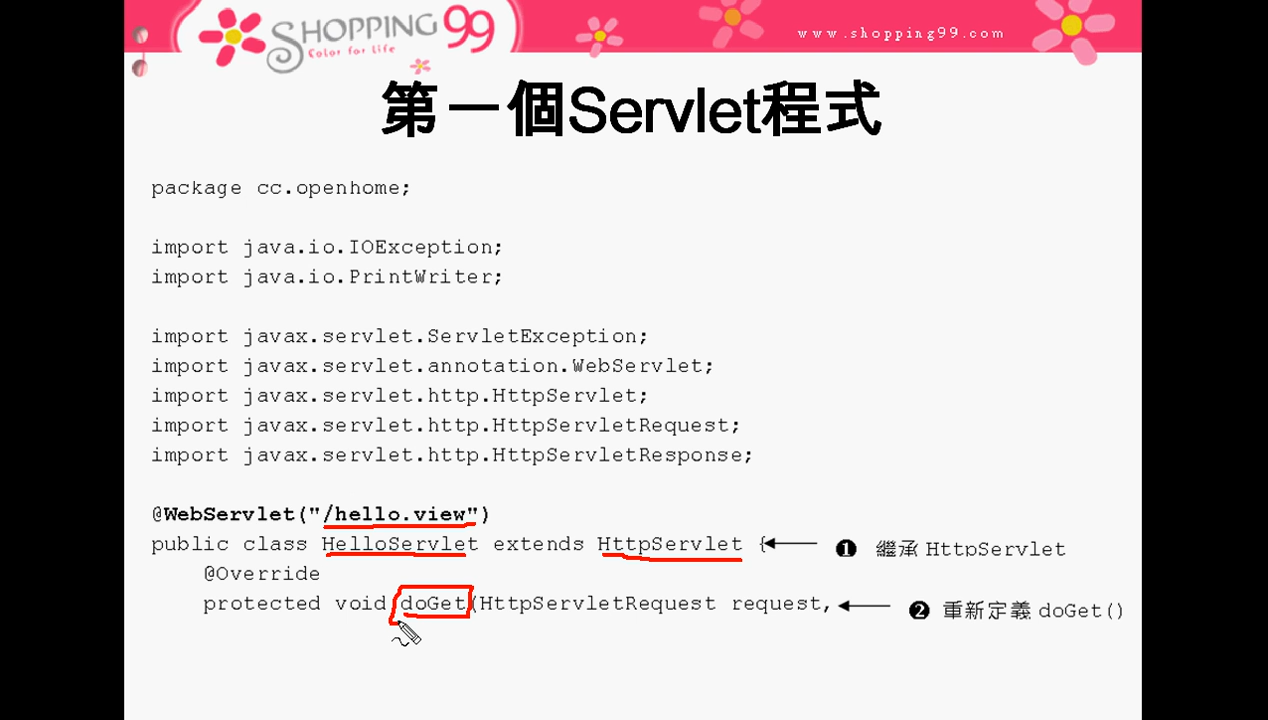 SHOPPING 99
Color for Life
www.shopping99.com
第一個Servlet程式
package cc.openhome;
import java.io.IOException;
import java.io.PrintWriter;
import javax.servlet.ServletException;
import javax.servlet.annotation.WebServlet;
import javax.servlet.http.HttpServlet;
import javax.servlet.http.HttpServletRequest;
import javax.servlet.http.HttpServletResponse;
@WebServlet("/hello.view")
public class HelloServlet extends HttpServlet { ❶ 繼承 HttpServlet
@Override
protected void doGet(HttpServletRequest request, ❷ 重新定義 doGet()